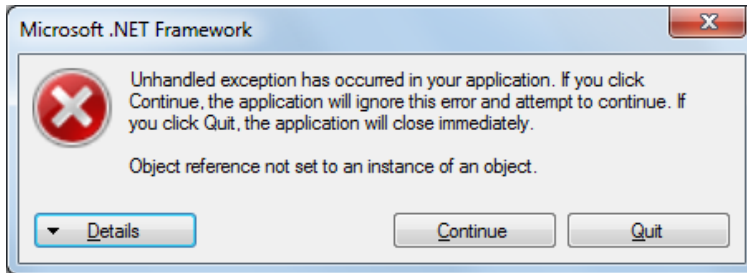 Microsoft .NET Framework
Unhandled exception has occurred in your application. If you click
Continue, the application will ignore this error and attempt to continue. If
you click Quit, the application will close immediately.
Object reference not set to an instance of an object.
Details
Continue
Quit